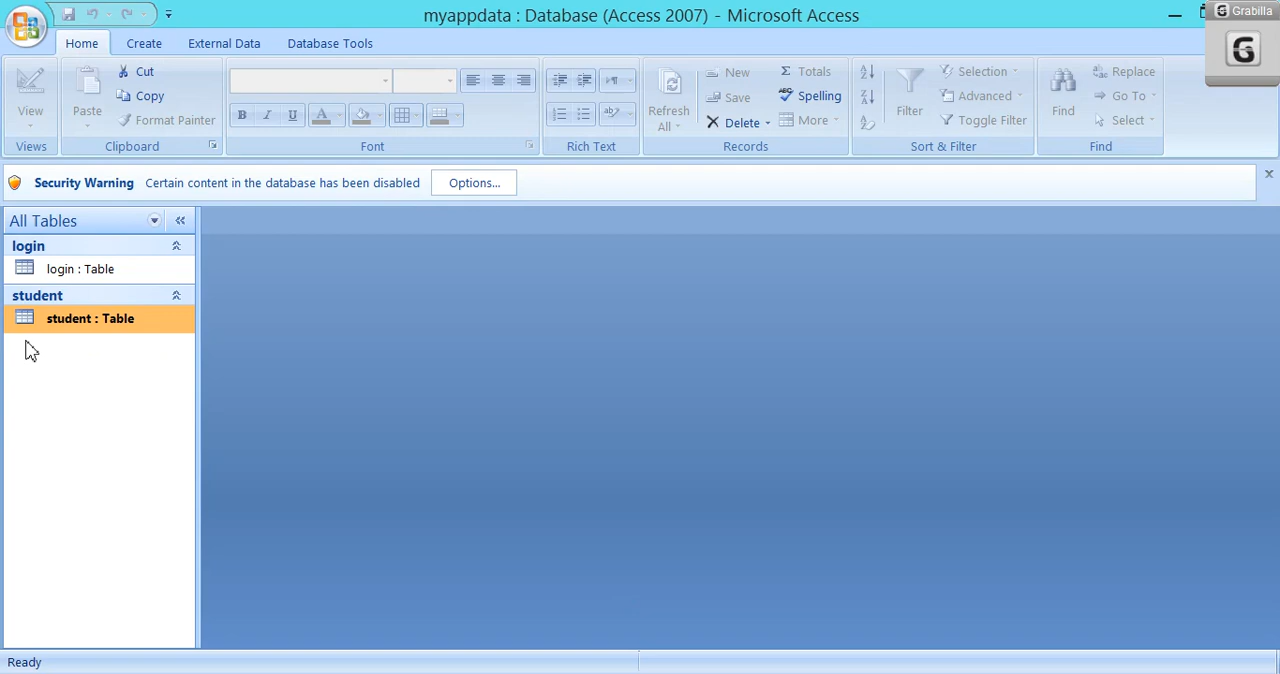 myappdata : Database (Access 2007) - Microsoft Access
Grabilla
Home Create External Data Database Tools
View
Views
Paste
Cut
Copy
Format Painter
Clipboard
B I U A
Font
Rich Text
Refresh All
New
Save
Delete
Totals
Spelling
More
Records
Filter
Selection
Advanced
Toggle Filter
Sort & Filter
Find
Replace
Go To
Select
Find
Security Warning Certain content in the database has been disabled Options...
All Tables
login
login : Table
student
student : Table
Ready